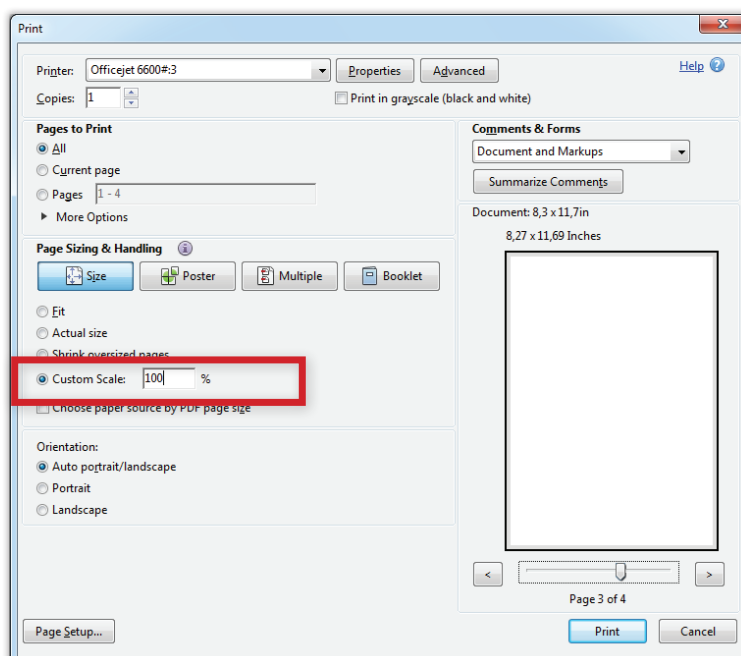 Print
Printer: Officejet 6600#:3 Properties Advanced Help ?
Copies: 1 Print in grayscale (black and white)
Pages to Print
All
Current page
Pages 1 - 4
More Options
Page Sizing & Handling i
Size Poster Multiple Booklet
Fit
Actual size
Shrink oversized pages
Custom Scale: 100 %
Choose paper source by PDF page size
Orientation:
Auto portrait/landscape
Portrait
Landscape
Comments & Forms
Document and Markups
Summarize Comments
Document: 8,3 x 11,7in
8,27 x 11,69 Inches
< >
Page 3 of 4
Page Setup... Print Cancel